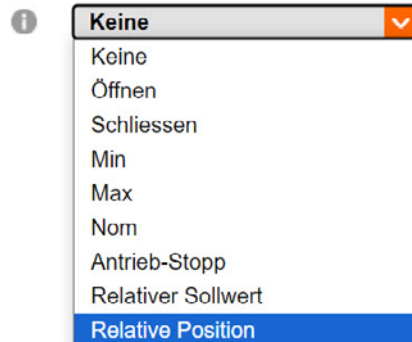 Keine
Keine
Öffnen
Schliessen
Min
Max
Nom
Antrieb-Stopp
Relativer Sollwert
Relative Position